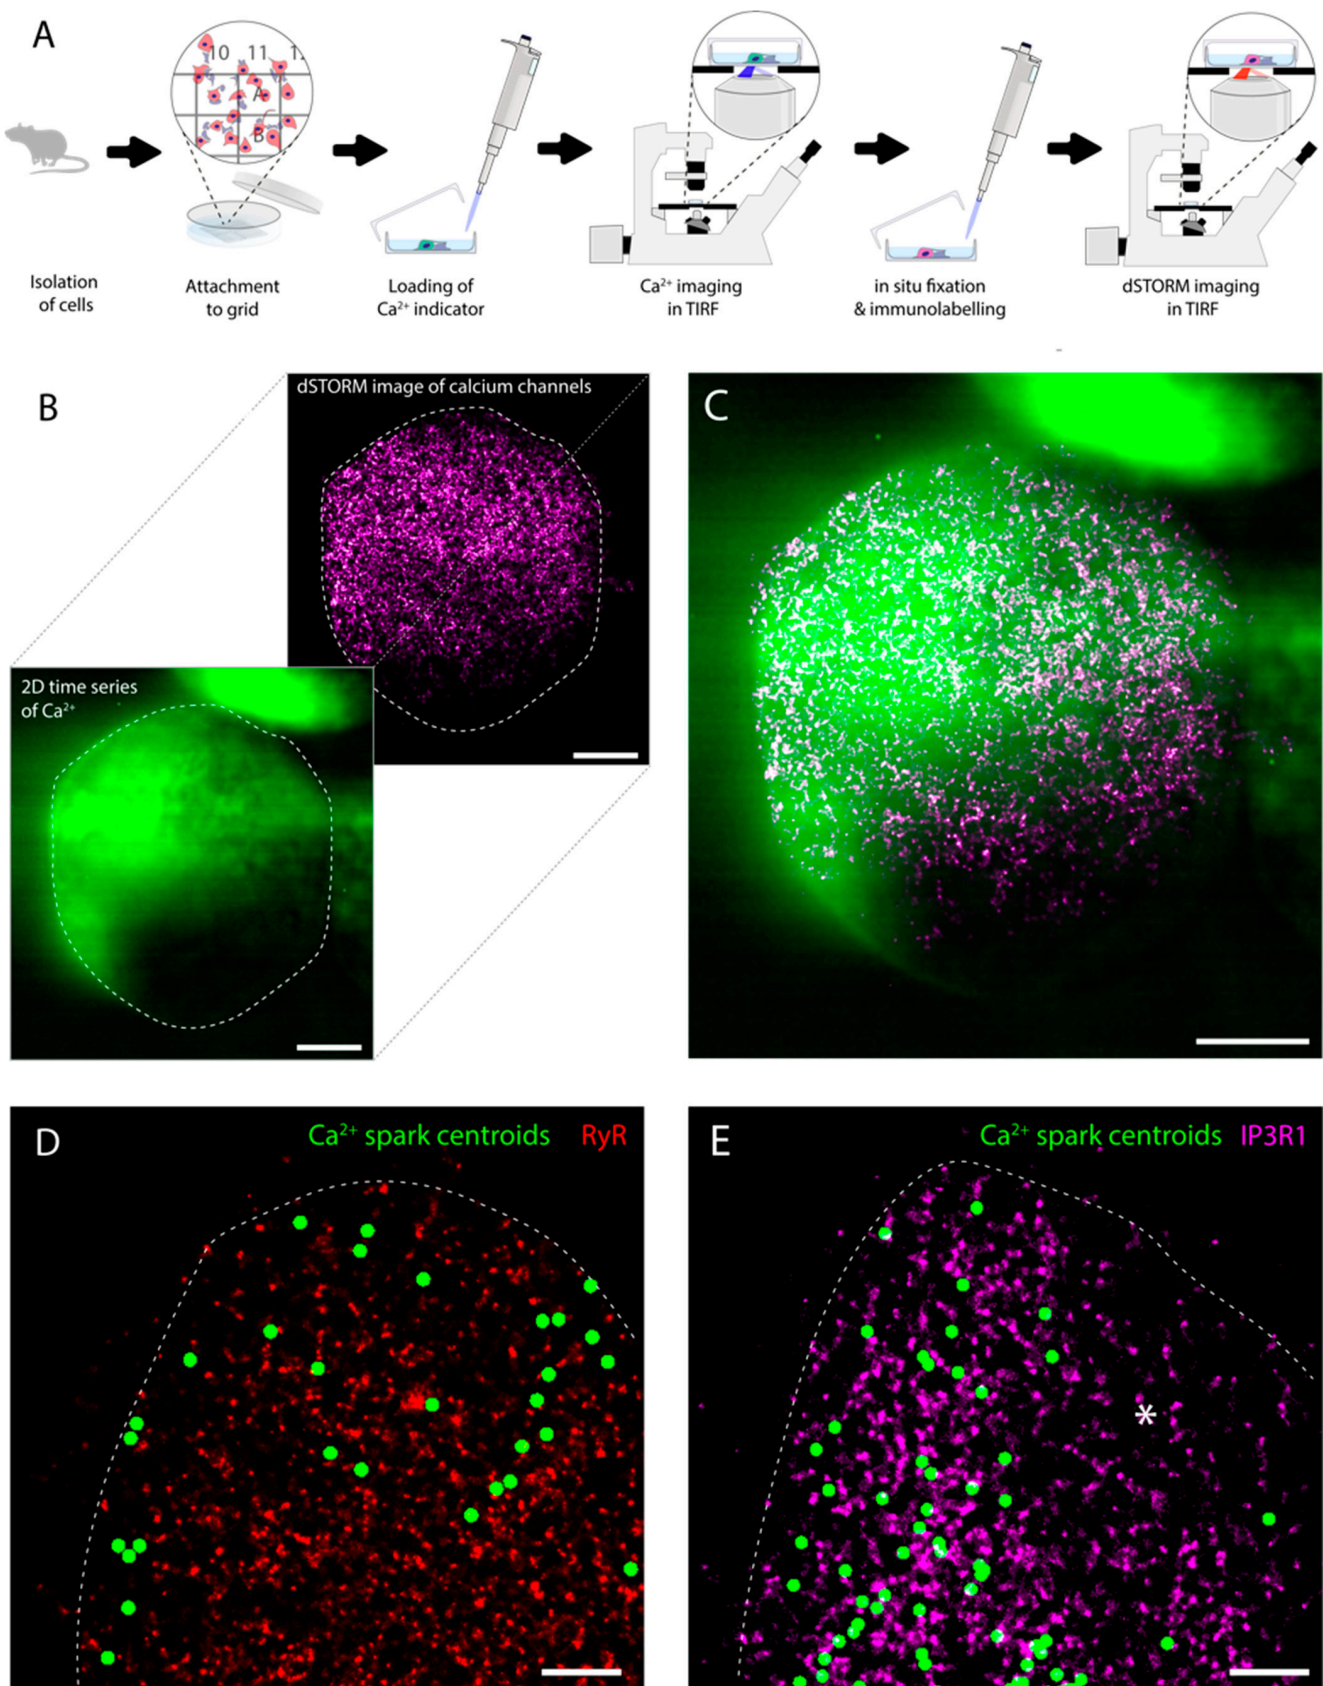 A
10 11 1
A
B
Isolation
of cells
Attachment
to grid
Loading of
Ca²⁺ indicator
Ca²⁺ imaging
in TIRF
in situ fixation
& immunolabelling
dSTORM imaging
in TIRF
B
dSTORM image of calcium channels
2D time series
of Ca²⁺
C
D
Ca²⁺ spark centroids RyR
E
Ca²⁺ spark centroids IP3R1
*